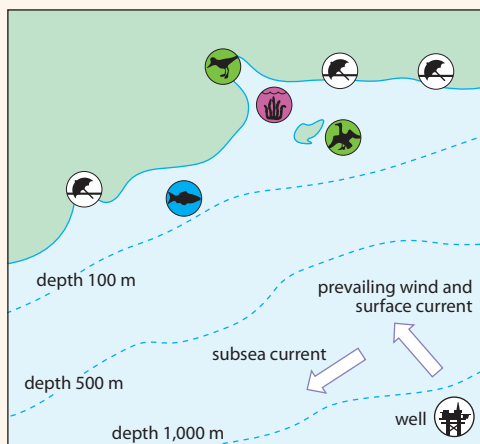 depth 100 m
prevailing wind and
surface current
subsea current
depth 500 m
well
depth 1,000 m